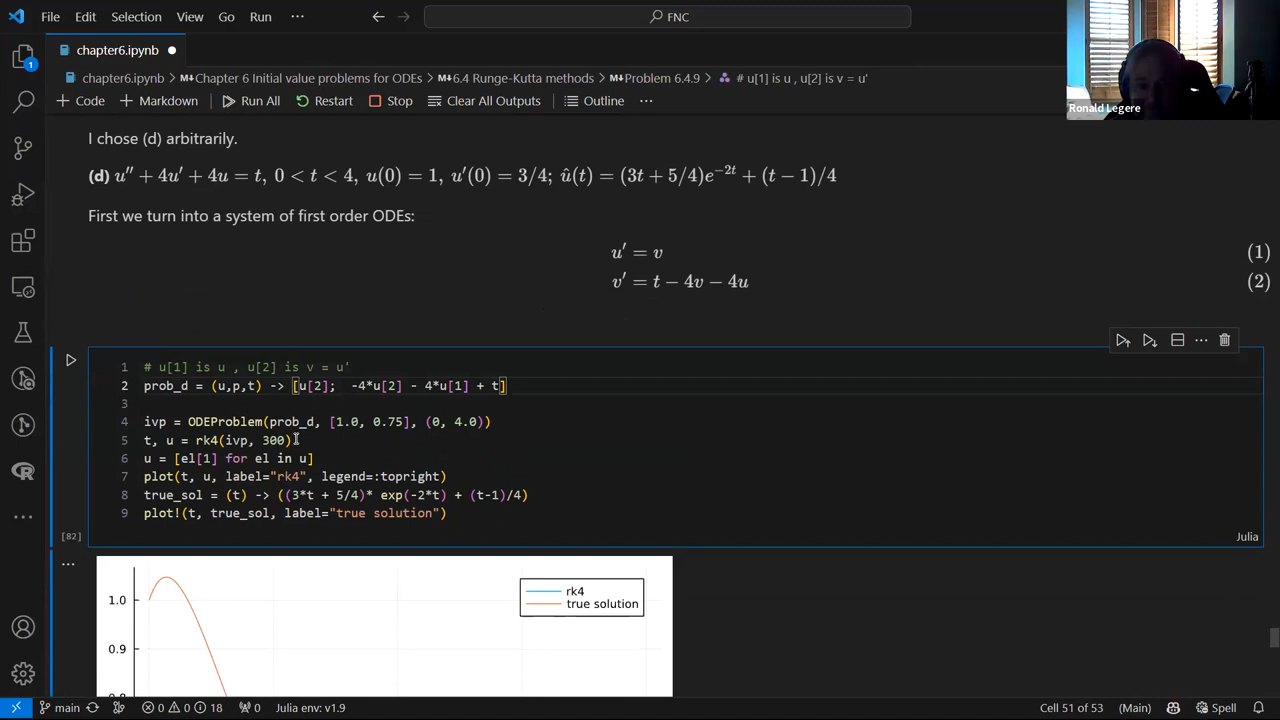 File Edit Selection View Go Run ···
FNC
chapter6.ipynb
chapter6.ipynb > Chapter 6 Initial value problems for > 6.4 Runge-Kutta methods > Problem 6.4.9 > # u[1] is u , u[2] is v = u'
+ Code + Markdown Run All Restart Clear All Outputs Outline ···
Ronald Legere
I chose (d) arbitrarily.
(d) u″ + 4u′ + 4u = t, 0 < t < 4, u(0) = 1, u′(0) = 3/4; û(t) = (3t + 5/4)e^{−2t} + (t − 1)/4
First we turn into a system of first order ODEs:
u′ = v (1)
v′ = t − 4v − 4u (2)
1 # u[1] is u , u[2] is v = u'
2 prob_d = (u,p,t) -> [u[2]; -4*u[2] - 4*u[1] + t]
3
4 ivp = ODEProblem(prob_d, [1.0, 0.75], (0, 4.0))
5 t, u = rk4(ivp, 300)
6 u = [el[1] for el in u]
7 plot(t, u, label="rk4", legend=:topright)
8 true_sol = (t) -> ((3*t + 5/4)* exp(-2*t) + (t-1)/4)
9 plot!(t, true_sol, label="true solution")
[82] Julia
1.0
0.9
rk4
true solution
main 0 0 18 0 Julia env: v1.9 Cell 51 of 53 (Main) Spell